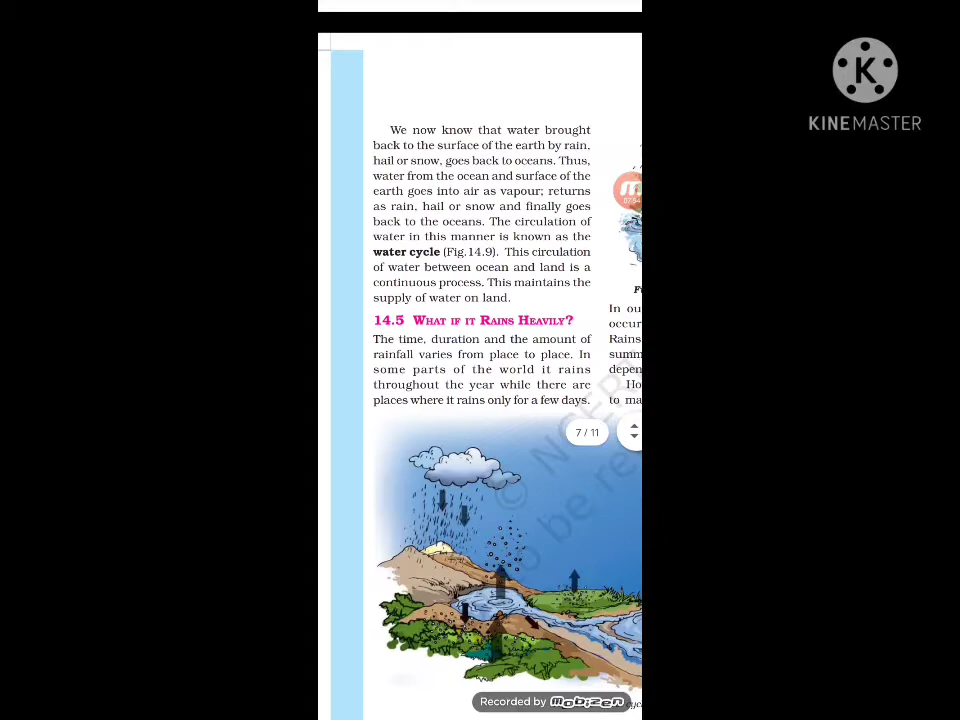 KINEMASTER
We now know that water brought
back to the surface of the earth by rain,
hail or snow, goes back to oceans. Thus,
water from the ocean and surface of the
earth goes into air as vapour; returns
as rain, hail or snow and finally goes
back to the oceans. The circulation of
water in this manner is known as the
water cycle (Fig.14.9). This circulation
of water between ocean and land is a
continuous process. This maintains the
supply of water on land.
14.5 WHAT IF IT RAINS HEAVILY?
The time, duration and the amount of
rainfall varies from place to place. In
some parts of the world it rains
throughout the year while there are
places where it rains only for a few days.
7 / 11
In ou
occur
Rains
summ
depen
Ho
to ma
© NCERT
o be re
Recorded by mobizen